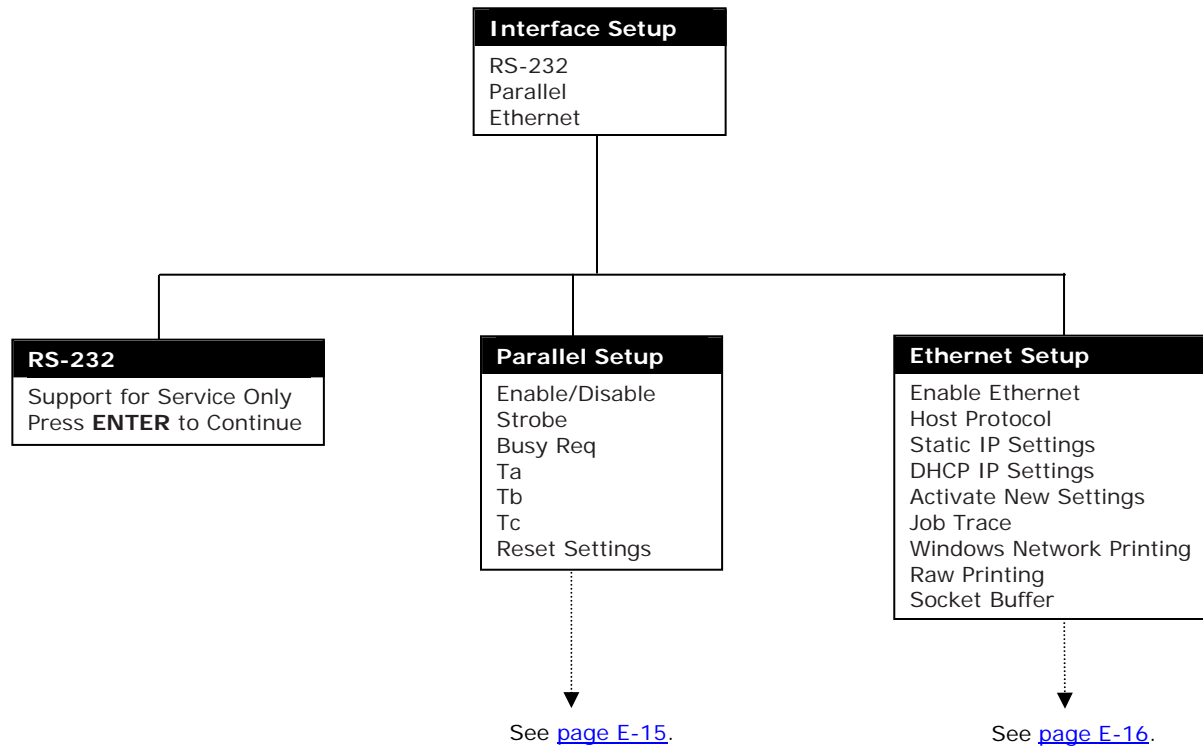 Interface Setup
RS-232
Parallel
Ethernet
RS-232
Support for Service Only
Press ENTER to Continue
Parallel Setup
Enable/Disable
Strobe
Busy Req
Ta
Tb
Tc
Reset Settings
See page E-15.
Ethernet Setup
Enable Ethernet
Host Protocol
Static IP Settings
DHCP IP Settings
Activate New Settings
Job Trace
Windows Network Printing
Raw Printing
Socket Buffer
See page E-16.